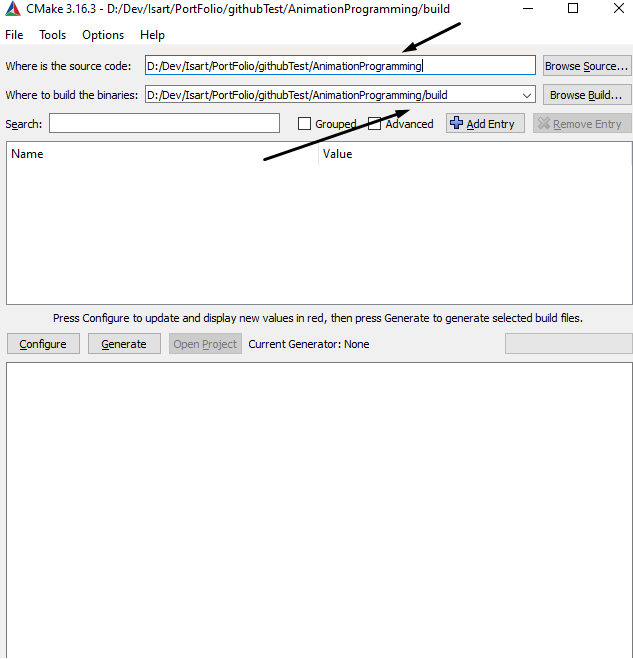 CMake 3.16.3 - D:/Dev/Isart/PortFolio/githubTest/AnimationProgramming/build
File Tools Options Help
Where is the source code: D:/Dev/Isart/PortFolio/githubTest/AnimationProgramming Browse Source...
Where to build the binaries: D:/Dev/Isart/PortFolio/githubTest/AnimationProgramming/build Browse Build...
Search: Grouped Advanced Add Entry Remove Entry
Name Value
Press Configure to update and display new values in red, then press Generate to generate selected build files.
Configure Generate Open Project Current Generator: None